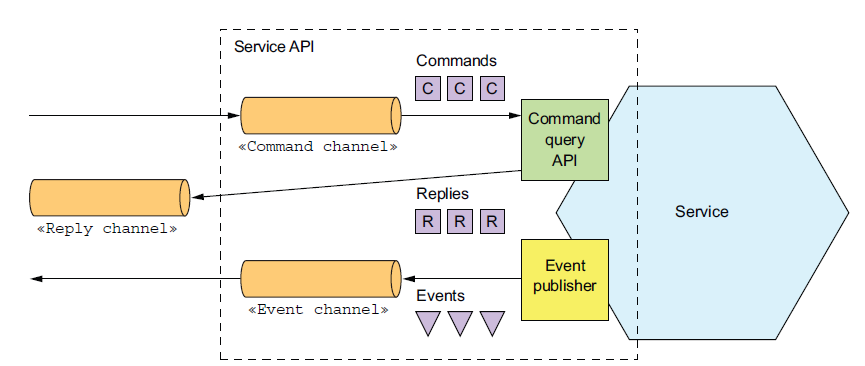 Service API
Commands
C C C
«Command channel»
Command
query
API
Replies
R R R
«Reply channel»
Service
Event
publisher
«Event channel»
Events